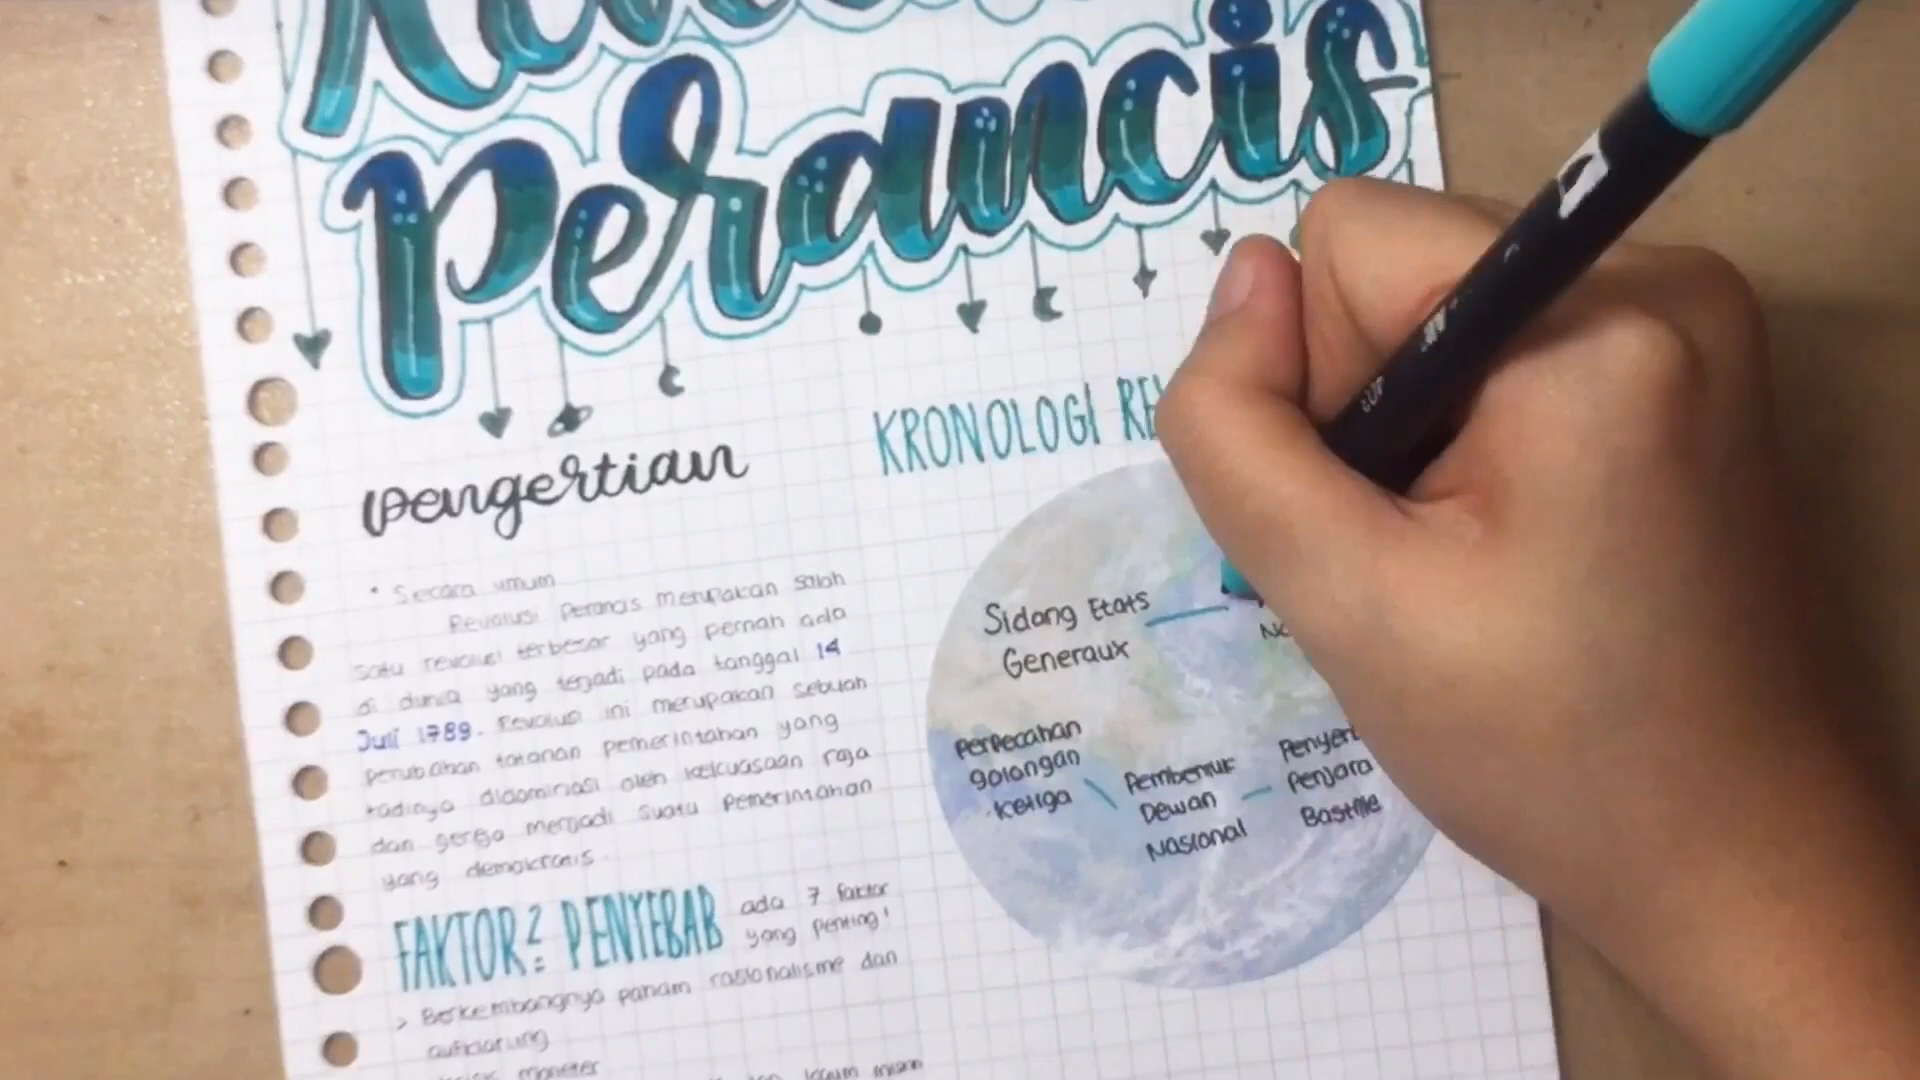 Perancis
pengertian
• Secara umum
Revolusi Perancis merupakan salah
satu revolusi terbesar yang pernah ada
di dunia yang terjadi pada tanggal 14
Juli 1789. Revolusi ini merupakan sebuah
perubahan tatanan pemerintahan yang
tadinya didominasi oleh kekuasaan raja
dan gereja menjadi suatu pemerintahan
yang demokratis
FAKTOR² PENYEBAB ada 7 faktor
yang penting!
> Berkembangnya paham rasionalisme dan
aufklarung
KRONOLOGI
Sidang Etats
Generaux
Perpecahan
golongan
ketiga
Pembentuk
Dewan
Nasional
Penjara
Bastille